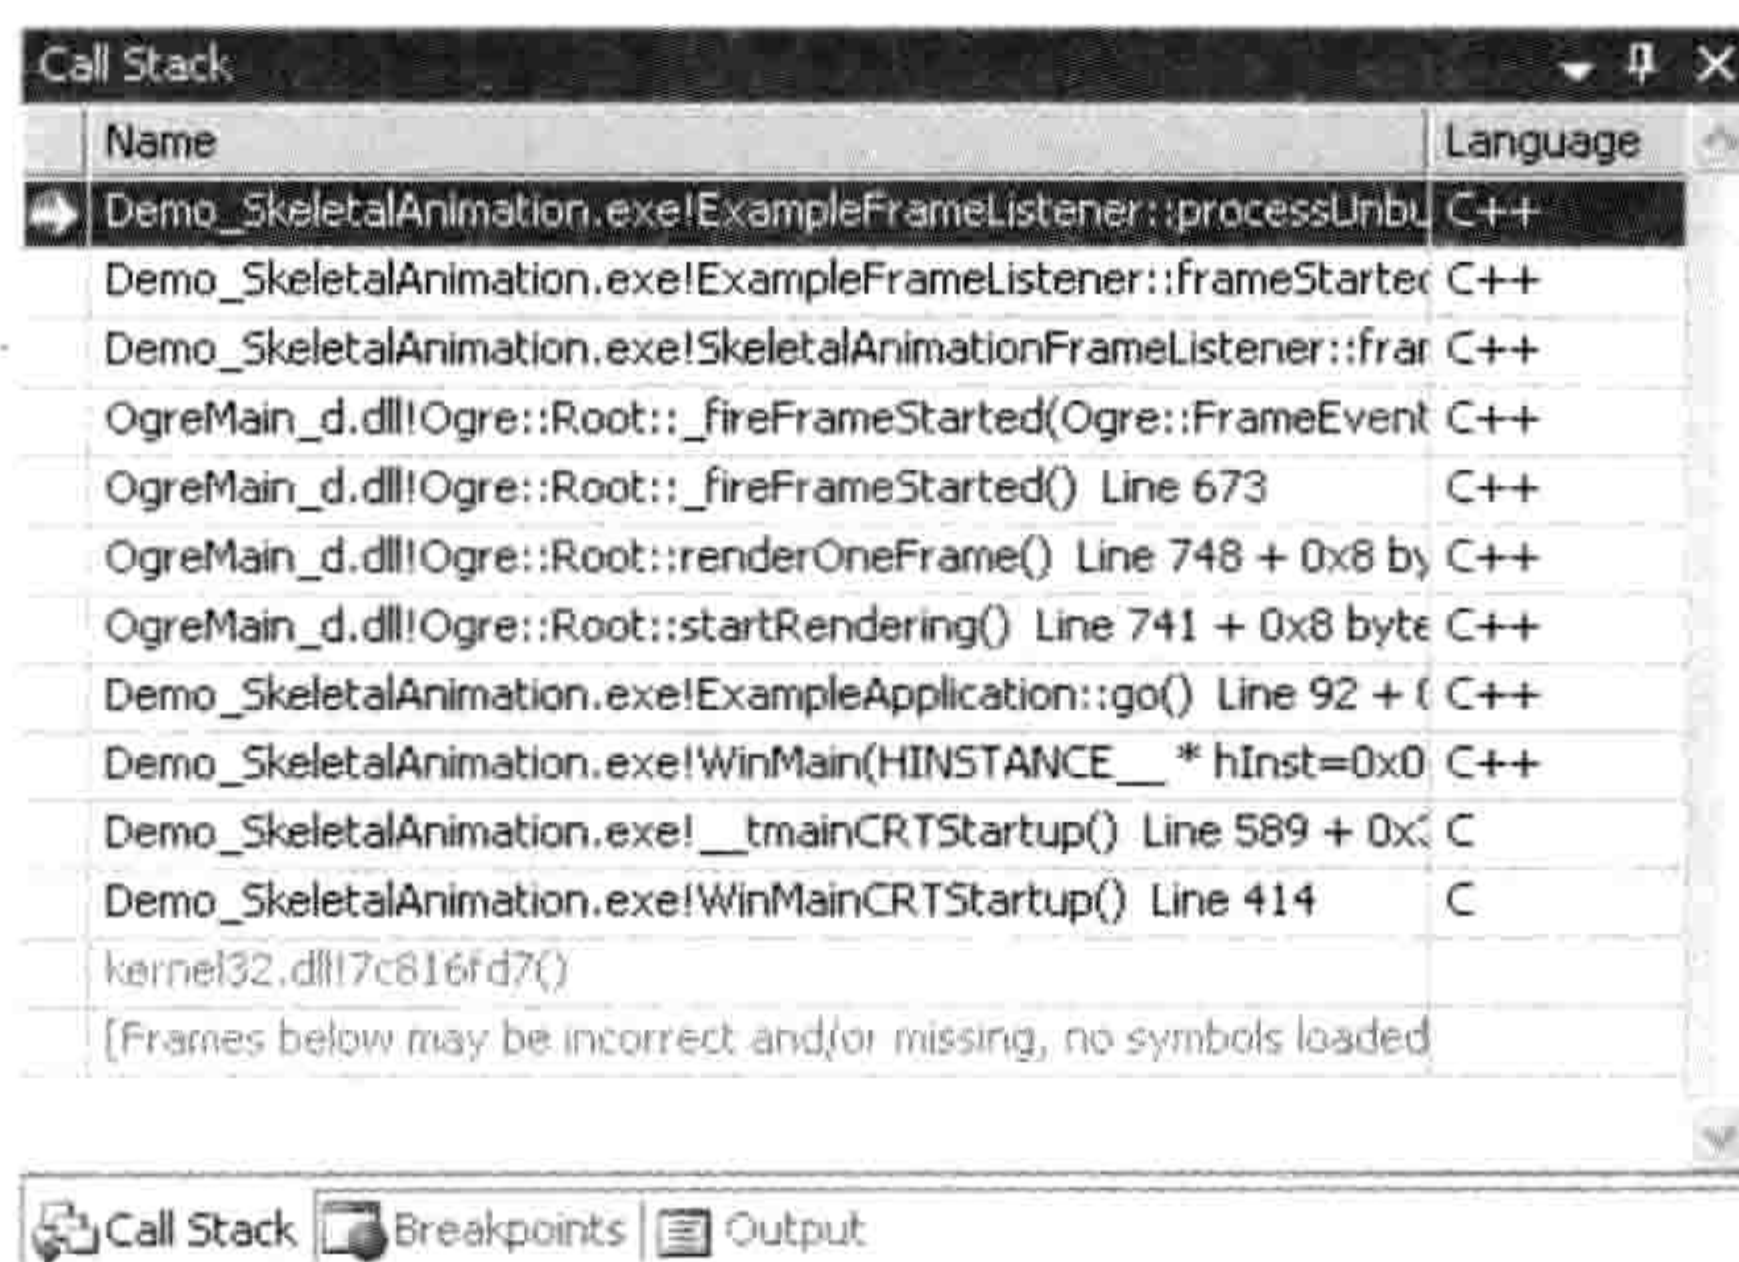 Call Stack
Name Language
Demo_SkeletalAnimation.exe!ExampleFrameListener::processUnbu C++
Demo_SkeletalAnimation.exe!ExampleFrameListener::frameStarted C++
Demo_SkeletalAnimation.exe!SkeletalAnimationFrameListener::frar C++
OgreMain_d.dll!Ogre::Root::_fireFrameStarted(Ogre::FrameEvent C++
OgreMain_d.dll!Ogre::Root::_fireFrameStarted() Line 673 C++
OgreMain_d.dll!Ogre::Root::renderOneFrame() Line 748 + 0x8 by C++
OgreMain_d.dll!Ogre::Root::startRendering() Line 741 + 0x8 byte C++
Demo_SkeletalAnimation.exe!ExampleApplication::go() Line 92 + C++
Demo_SkeletalAnimation.exe!WinMain(HINSTANCE__ * hInst=0x0 C++
Demo_SkeletalAnimation.exe!__tmainCRTStartup() Line 589 + 0x C
Demo_SkeletalAnimation.exe!WinMainCRTStartup() Line 414 C
kernel32.dll!7c816fd7()
[Frames below may be incorrect and/or missing, no symbols loaded
Call Stack Breakpoints Output